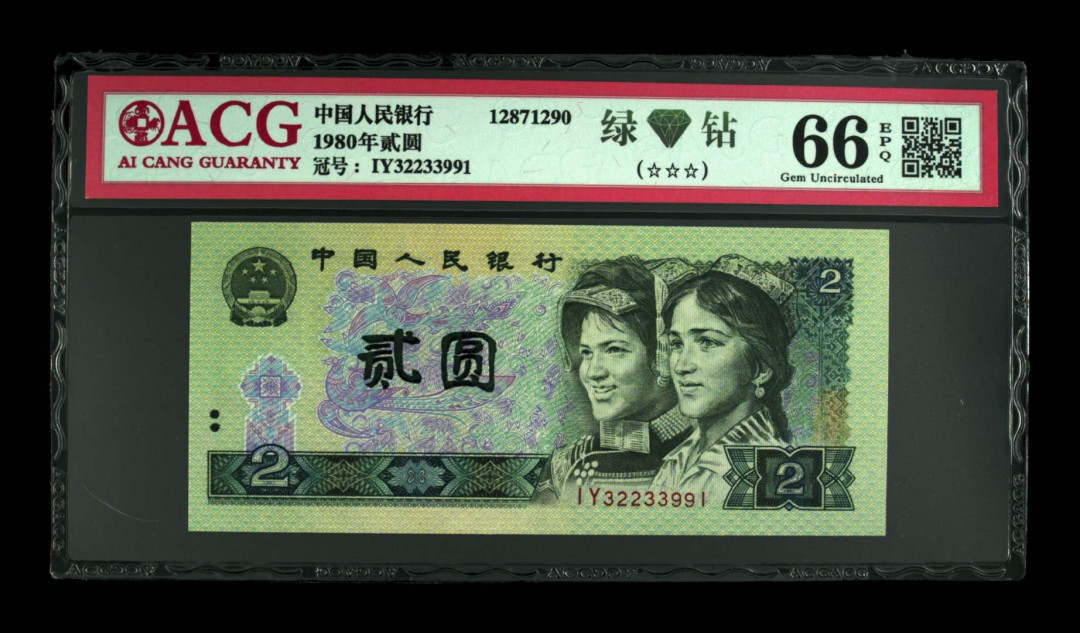 ACG
AI CANG GUARANTY
中国人民银行
1980年贰圆
冠号：IY32233991
12871290
绿 钻
(☆☆☆)
66
EPQ
Gem Uncirculated
中国人民银行
2
贰圆
2
IY32233991
2